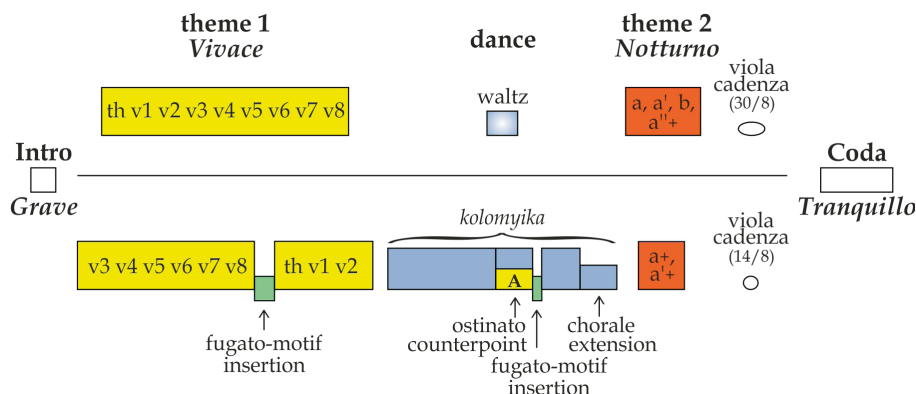 theme 1
Vivace
dance
theme 2
Notturno
viola
cadenza
(30/8)
waltz
th v1 v2 v3 v4 v5 v6 v7 v8
a, a', b,
a"+
Intro
Grave
Coda
Tranquillo
kolomyika
viola
cadenza
(14/8)
v3 v4 v5 v6 v7 v8
th v1 v2
A
a+,
a'+
fugato-motif
insertion
ostinato
counterpoint
fugato-motif
insertion
chorale
extension